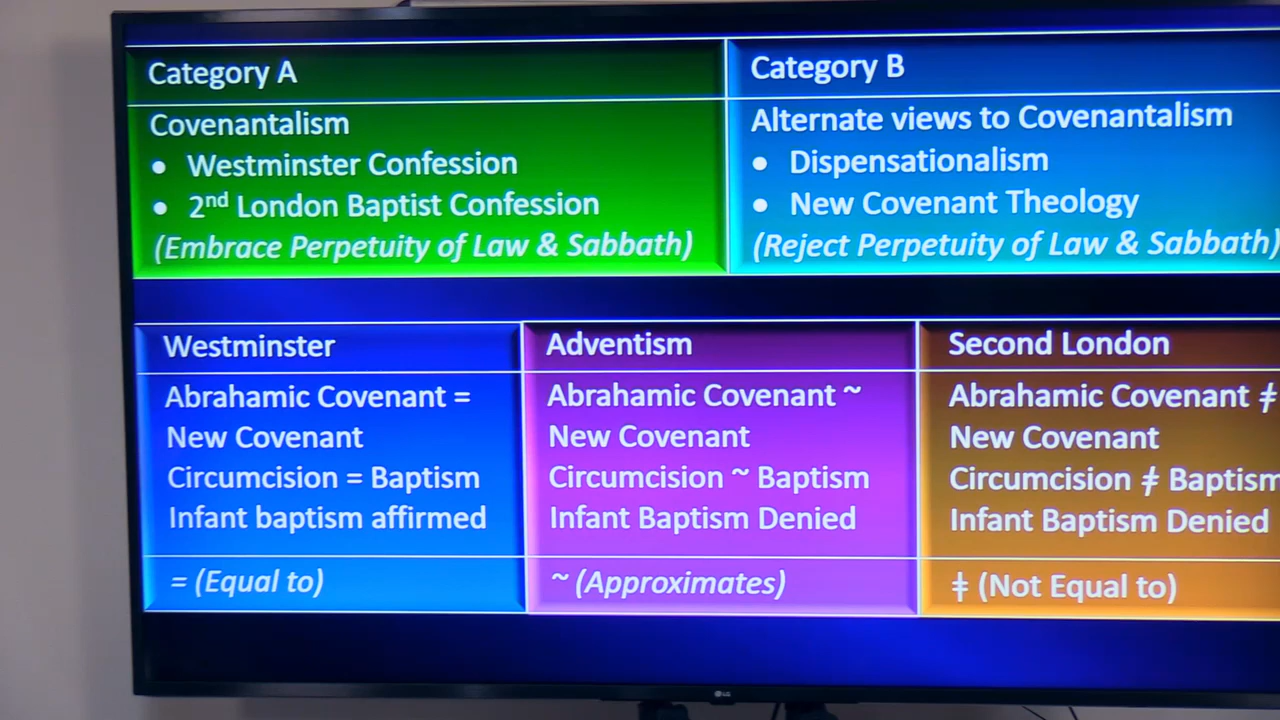 Category A
Covenantalism
• Westminster Confession
• 2nd London Baptist Confession
(Embrace Perpetuity of Law & Sabbath)
Category B
Alternate views to Covenantalism
• Dispensationalism
• New Covenant Theology
(Reject Perpetuity of Law & Sabbath)
Westminster
Abrahamic Covenant =
New Covenant
Circumcision = Baptism
Infant baptism affirmed
= (Equal to)
Adventism
Abrahamic Covenant ~
New Covenant
Circumcision ~ Baptism
Infant Baptism Denied
~ (Approximates)
Second London
Abrahamic Covenant ǂ
New Covenant
Circumcision ǂ Baptism
Infant Baptism Denied
ǂ (Not Equal to)
LG